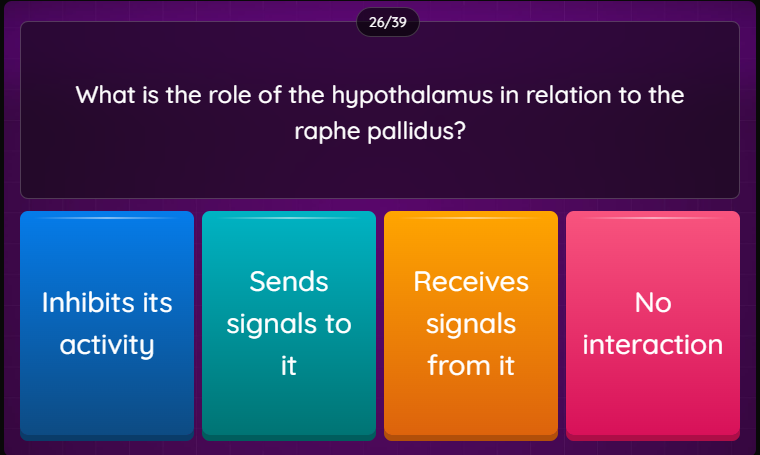 26/39
What is the role of the hypothalamus in relation to the
raphe pallidus?
Inhibits its
activity
Sends
signals to
it
Receives
signals
from it
No
interaction